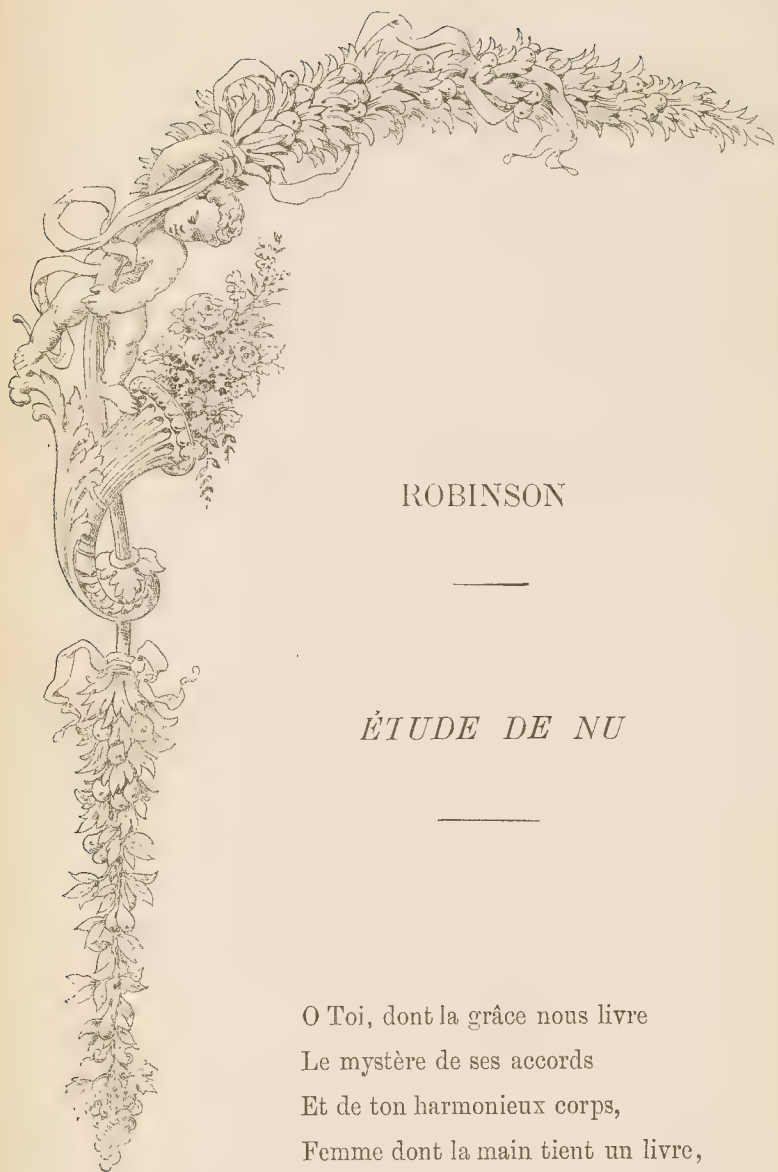 ROBINSON
ÉTUDE DE NU
O Toi, dont la grâce nous livre
Le mystère de ses accords
Et de ton harmonieux corps,
Femme dont la main tient un livre,